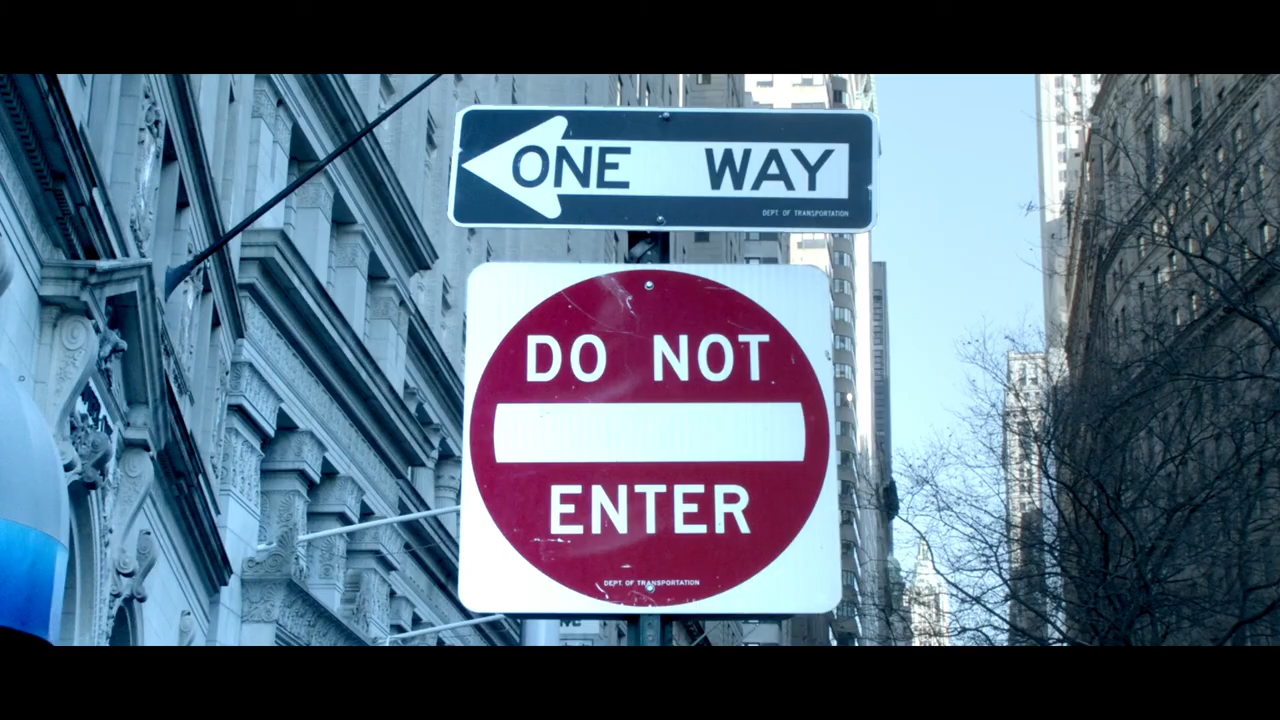 ONE WAY
DEPT. OF TRANSPORTATION
DO NOT
ENTER
DEPT. OF TRANSPORTATION